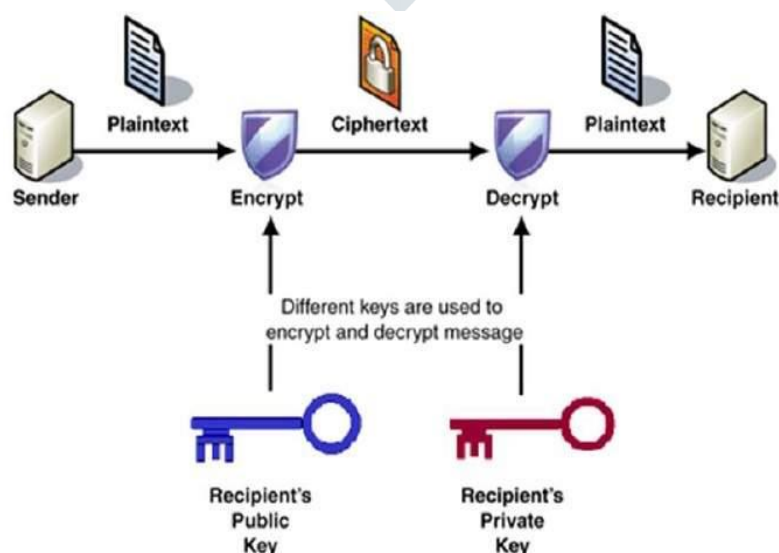 Plaintext
Ciphertext
Plaintext
Sender
Encrypt
Decrypt
Recipient
Different keys are used to
encrypt and decrypt message
Recipient's
Public
Key
Recipient's
Private
Key